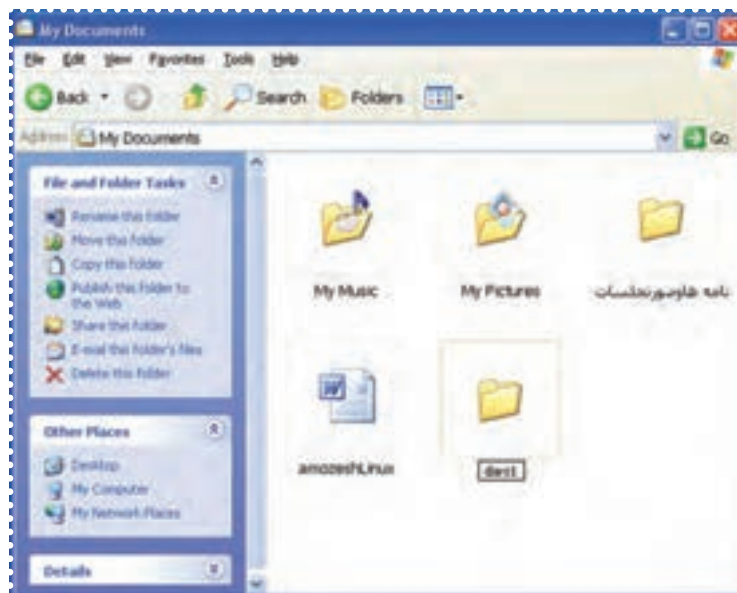 My Documents
File Edit View Favorites Tools Help
Back Search Folders
Address My Documents Go
File and Folder Tasks
Rename this folder
Move this folder
Copy this folder
Publish this folder to
the Web
Share this folder
E-mail this folder's files
Delete this folder
Other Places
Desktop
My Computer
My Network Places
Details
My Music
My Pictures
نامه هاوصورتجلسات
amozeshLinux
dest